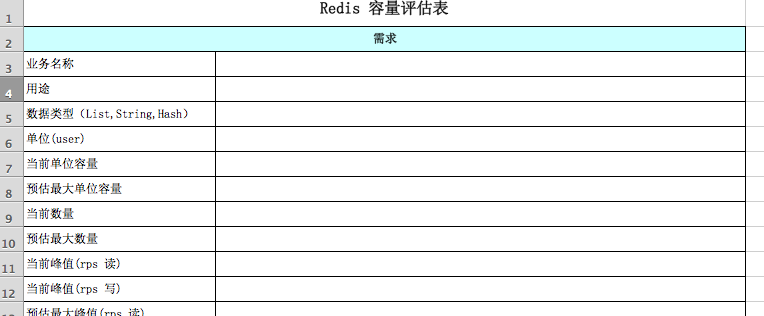 1
Redis 容量评估表
2
需求
3
业务名称
4
用途
5
数据类型（List,String,Hash）
6
单位(user)
7
当前单位容量
8
预估最大单位容量
9
当前数量
10
预估最大数量
11
当前峰值(rps 读)
12
当前峰值(rps 写)
预估最大峰值(rps 读)